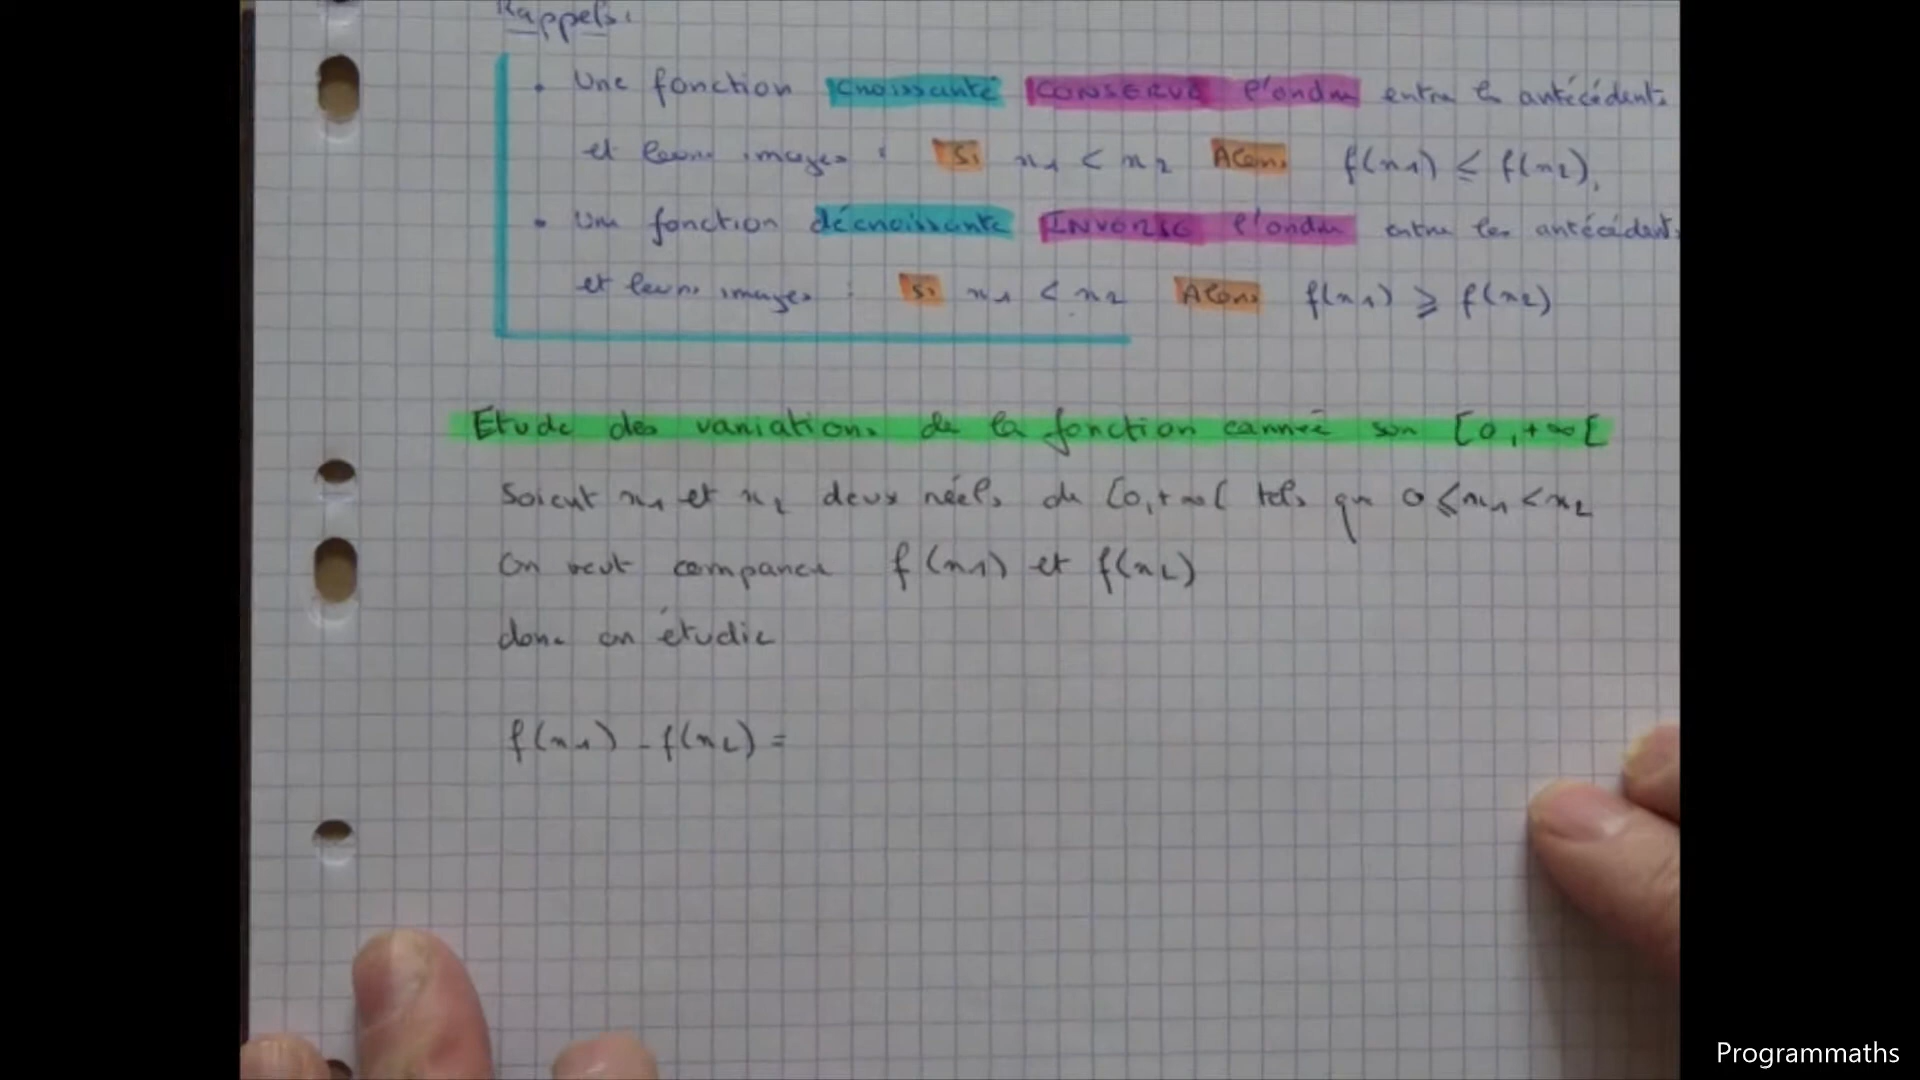 Rappels :
• Une fonction croissante CONSERVE l'ordre entre les antécédents
et leurs images : Si x₁ < x₂ Alors f(x₁) ≤ f(x₂).
• Une fonction décroissante INVERSE l'ordre entre les antécédents
et leurs images : Si x₁ < x₂ Alors f(x₁) ⩾ f(x₂)
Etude des variations de la fonction carrée sur [0,+∞[
Soient x₁ et x₂ deux réels de [0,+∞[ tels que 0 ⩽ x₁ < x₂
On veut comparer f(x₁) et f(x₂)
donc on étudie
f(x₁) - f(x₂) =
Programmaths